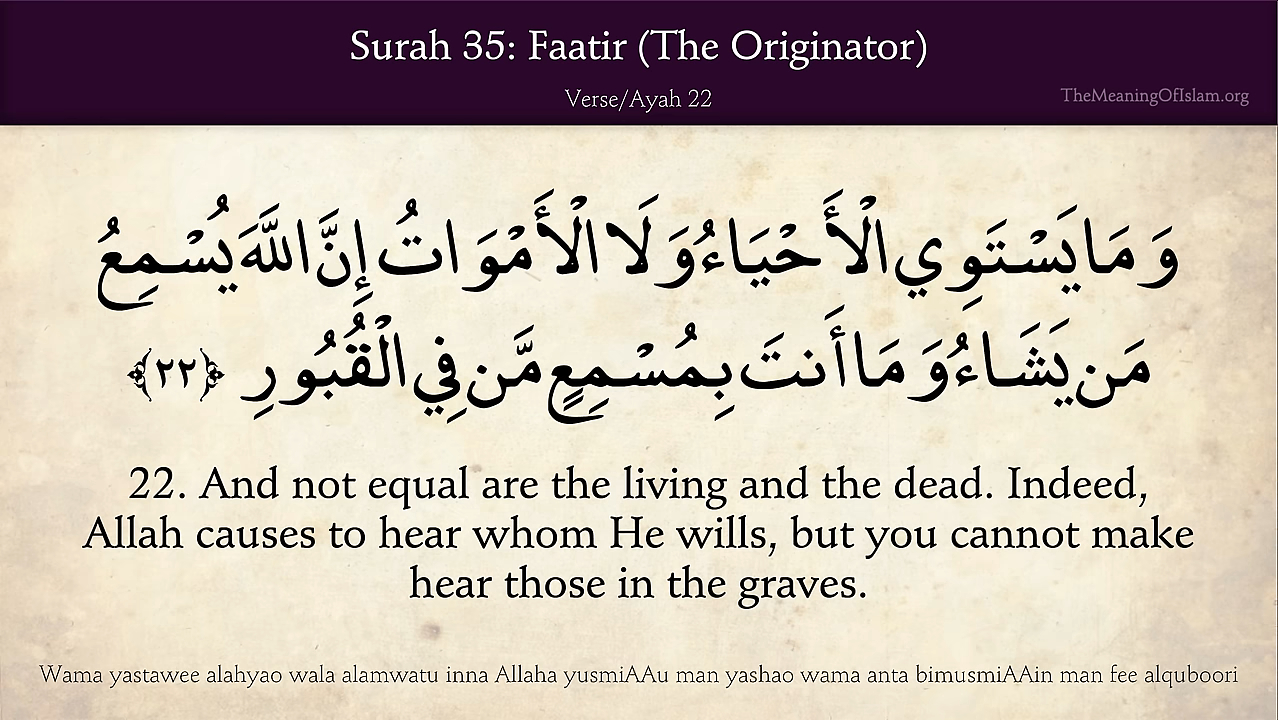 Surah 35: Faatir (The Originator)
Verse/Ayah 22
TheMeaningOfIslam.org
وَمَا يَسْتَوِي الْأَحْيَاءُ وَلَا الْأَمْوَاتُ إِنَّ اللَّهَ يُسْمِعُ
مَن يَشَاءُ وَمَا أَنتَ بِمُسْمِعٍ مَّن فِي الْقُبُورِ ﴿٢٢﴾
22. And not equal are the living and the dead. Indeed,
Allah causes to hear whom He wills, but you cannot make
hear those in the graves.
Wama yastawee alahyao wala alamwatu inna Allaha yusmiAAu man yashao wama anta bimusmiAAin man fee alquboori